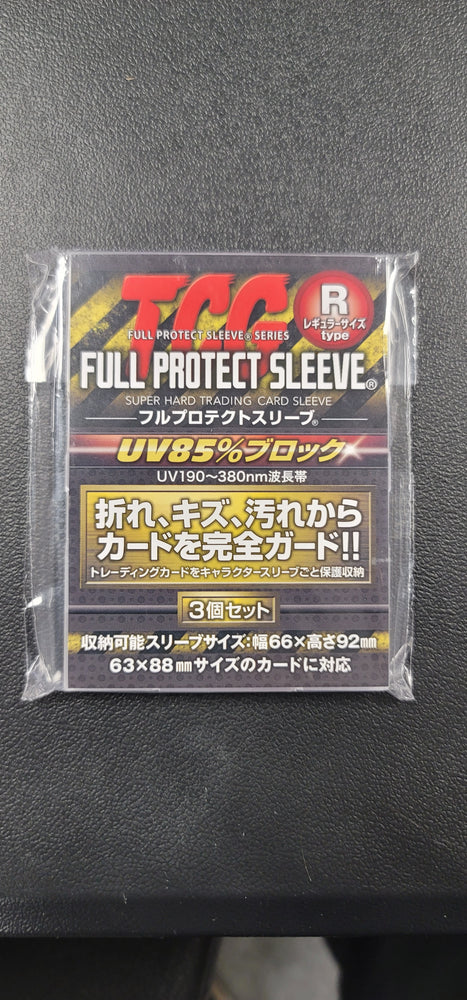 TCG
FULL PROTECT SLEEVE® SERIES
R
レギュラーサイズ
type
FULL PROTECT SLEEVE®
SUPER HARD TRADING CARD SLEEVE
フルプロテクトスリーブ®
UV85%ブロック
UV190～380nm波長帯
折れ、キズ、汚れから
カードを完全ガード!!
トレーディングカードをキャラクタースリーブごと保護収納
3個セット
収納可能スリーブサイズ:幅66×高さ92mm
63×88mmサイズのカードに対応